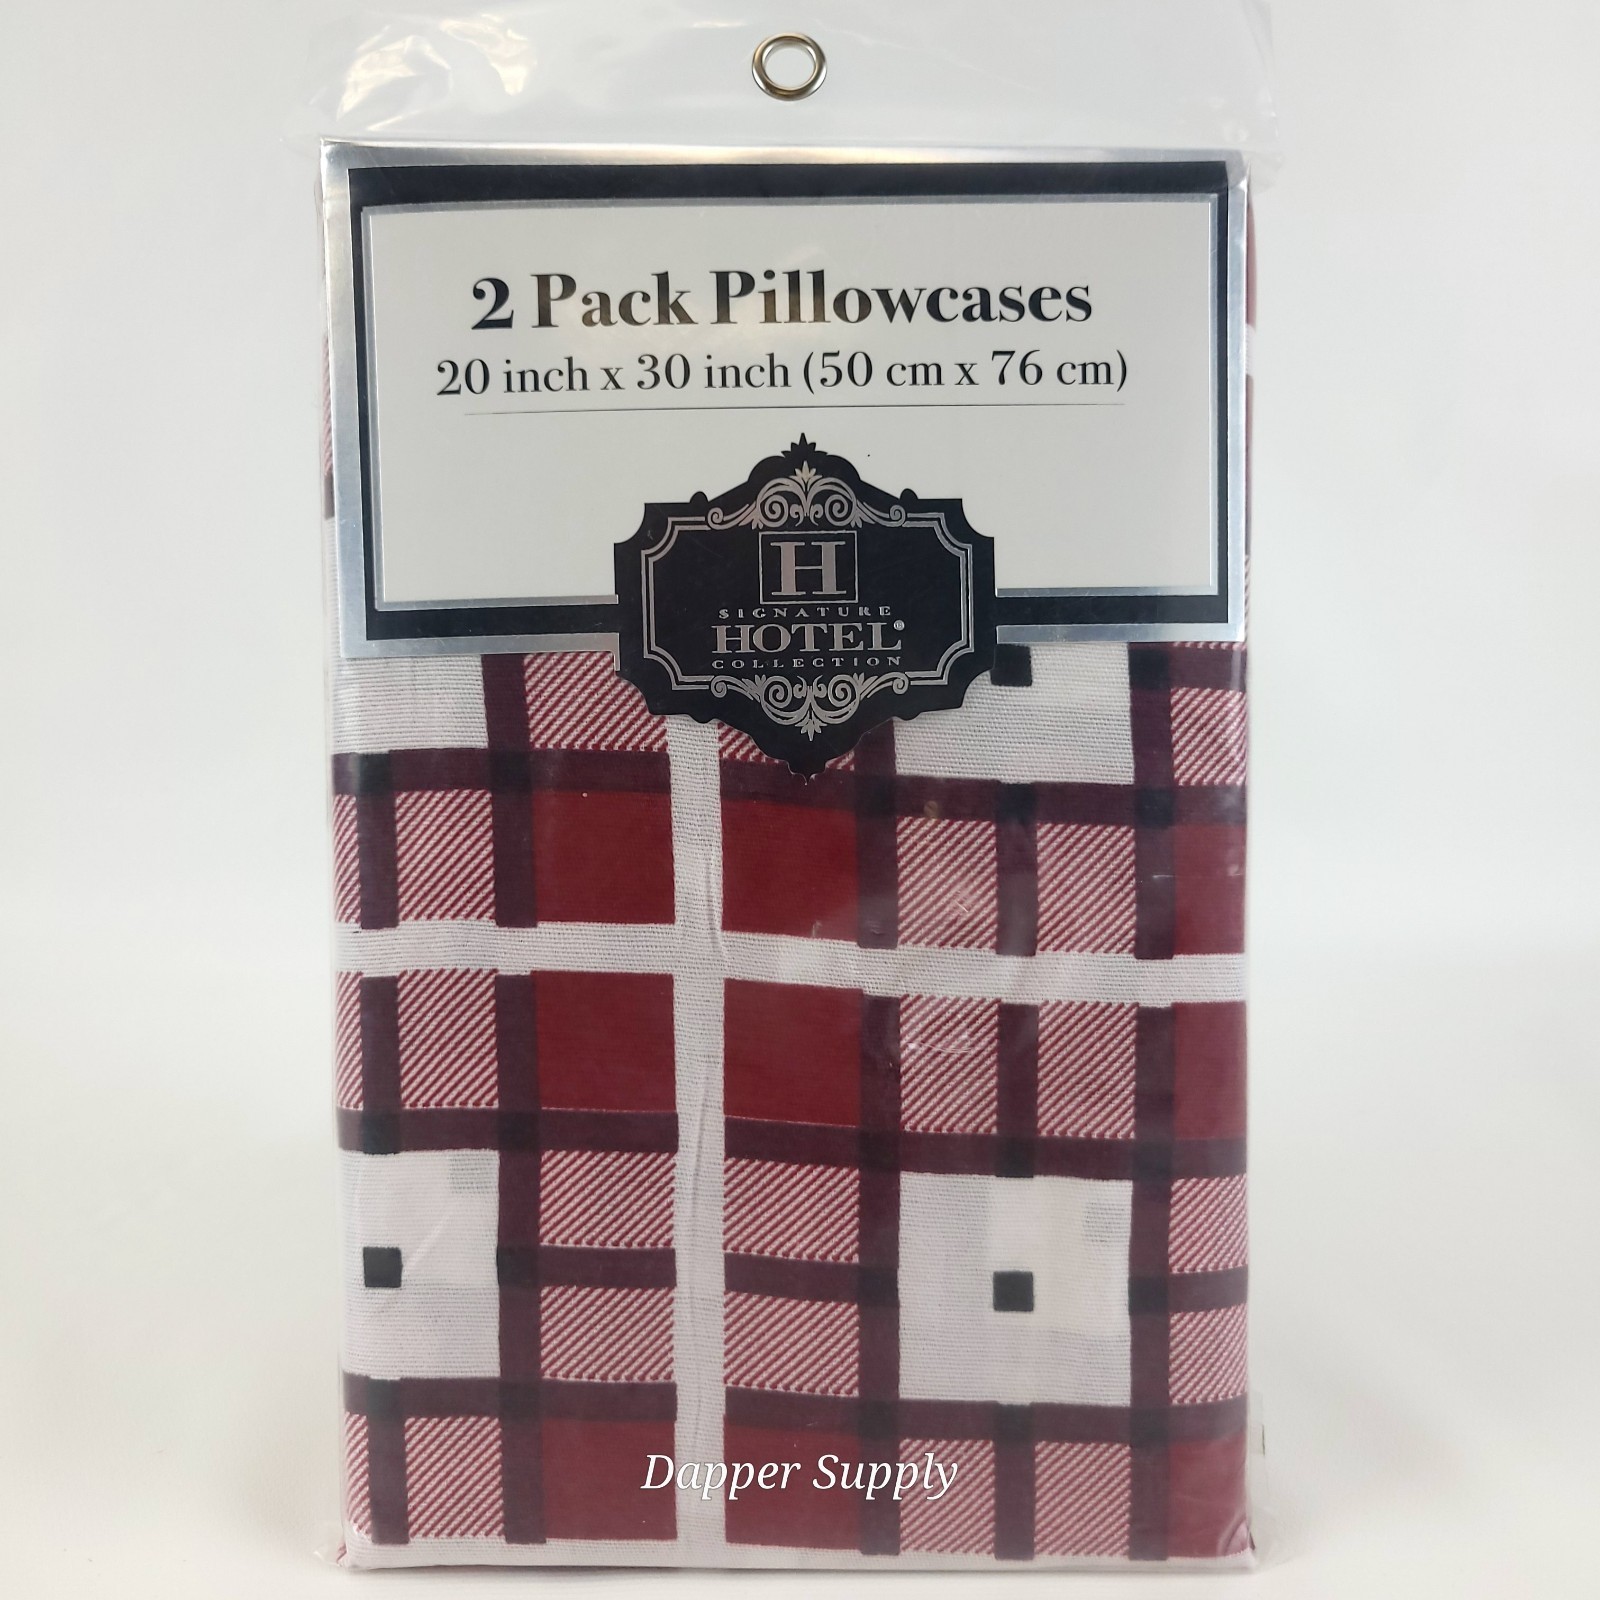 2 Pack Pillowcases
20 inch x 30 inch (50 cm x 76 cm)
H
SIGNATURE
HOTEL®
COLLECTION
Dapper Supply